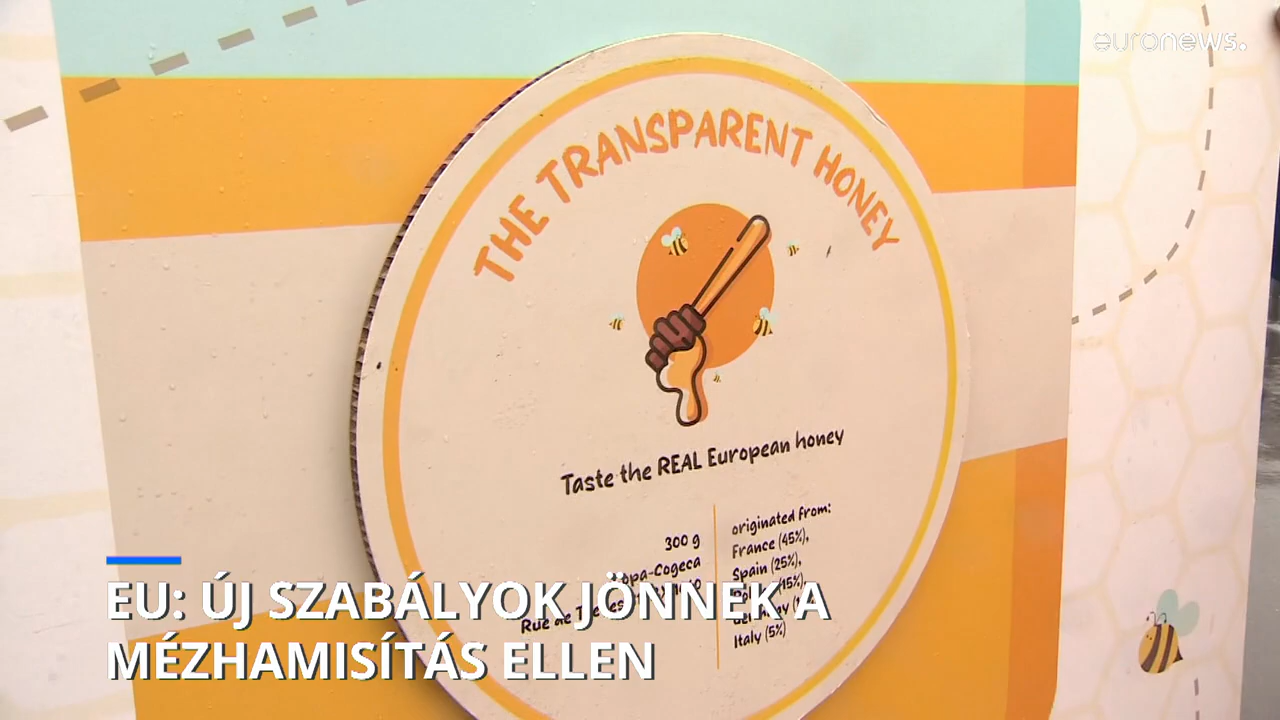 euronews.
THE TRANSPARENT HONEY
Taste the REAL European honey
300 g
originated from:
France (45%),
Spain (25%),
Italy (5%)
EU: ÚJ SZABÁLYOK JÖNNEK A
MÉZHAMISÍTÁS ELLEN